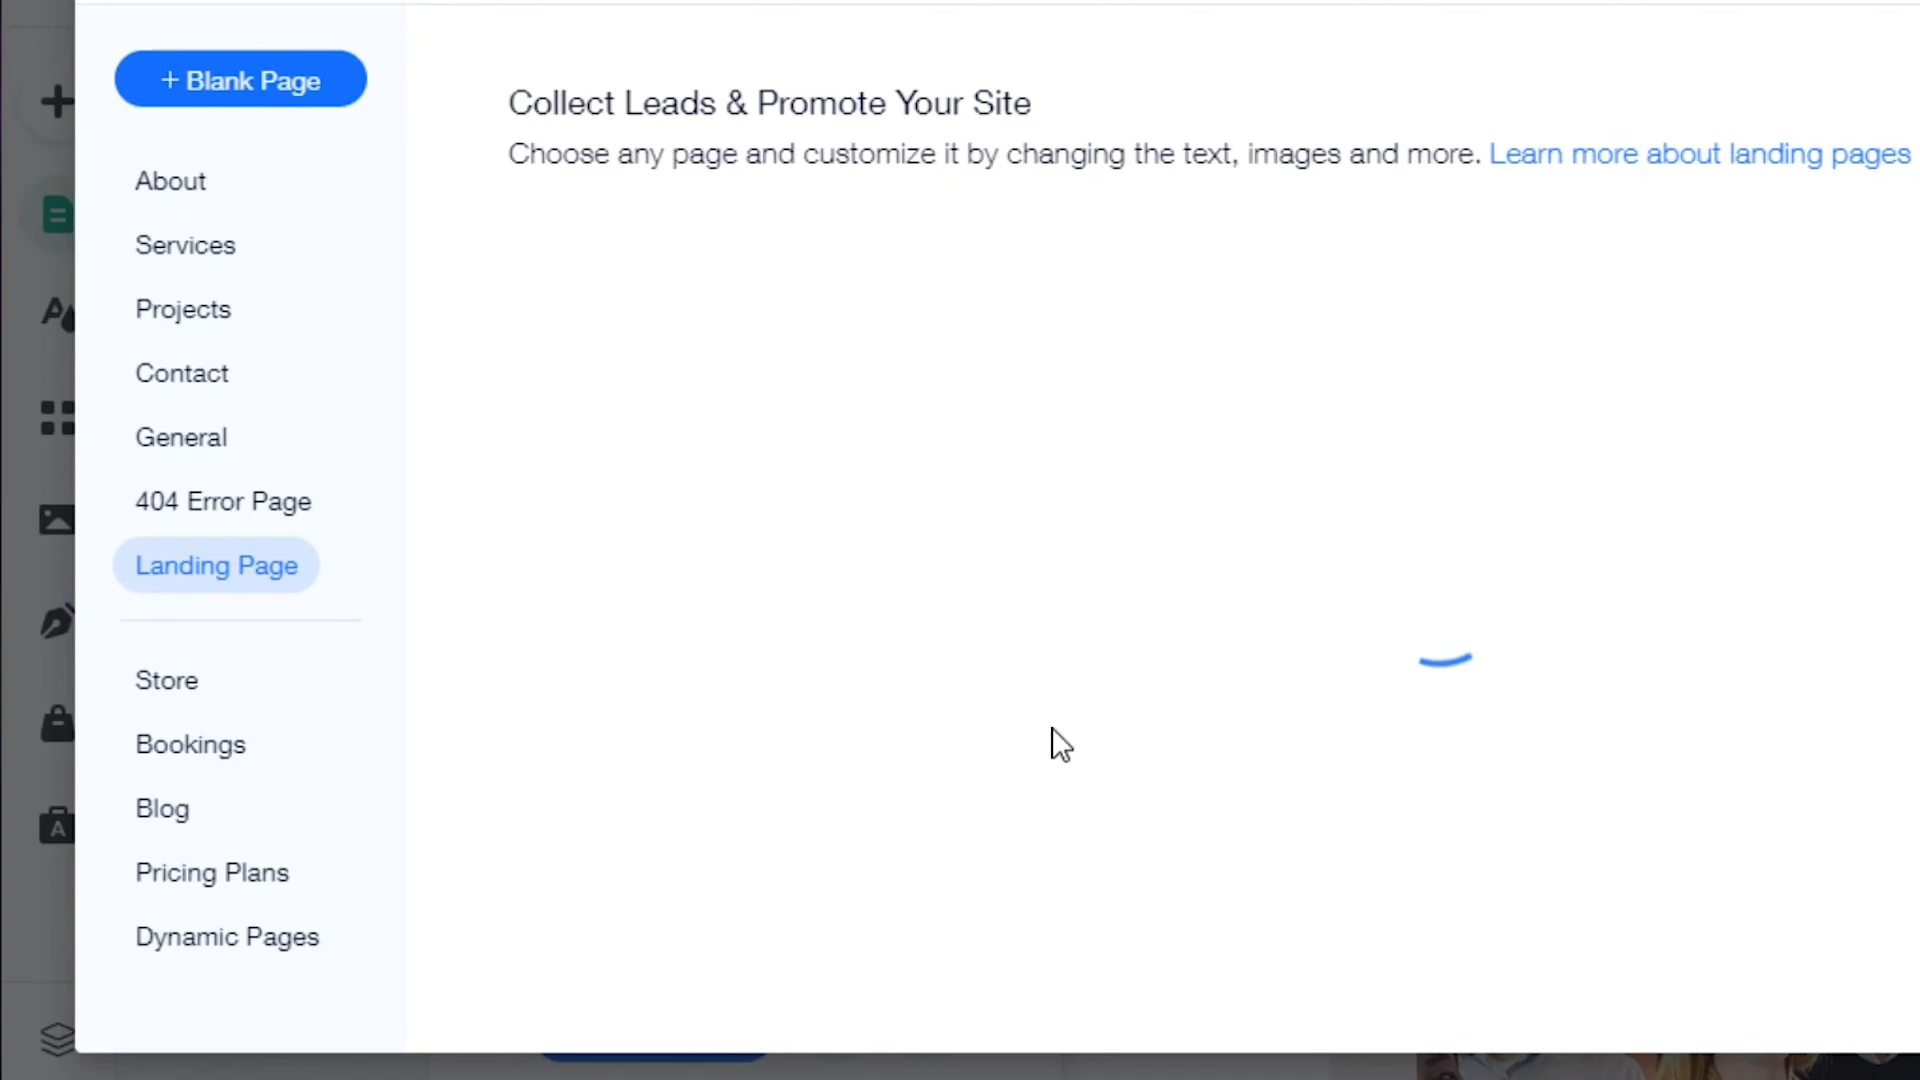 + Blank Page
About
Services
Projects
Contact
General
404 Error Page
Landing Page
Store
Bookings
Blog
Pricing Plans
Dynamic Pages
Collect Leads & Promote Your Site
Choose any page and customize it by changing the text, images and more. Learn more about landing pages
A
A